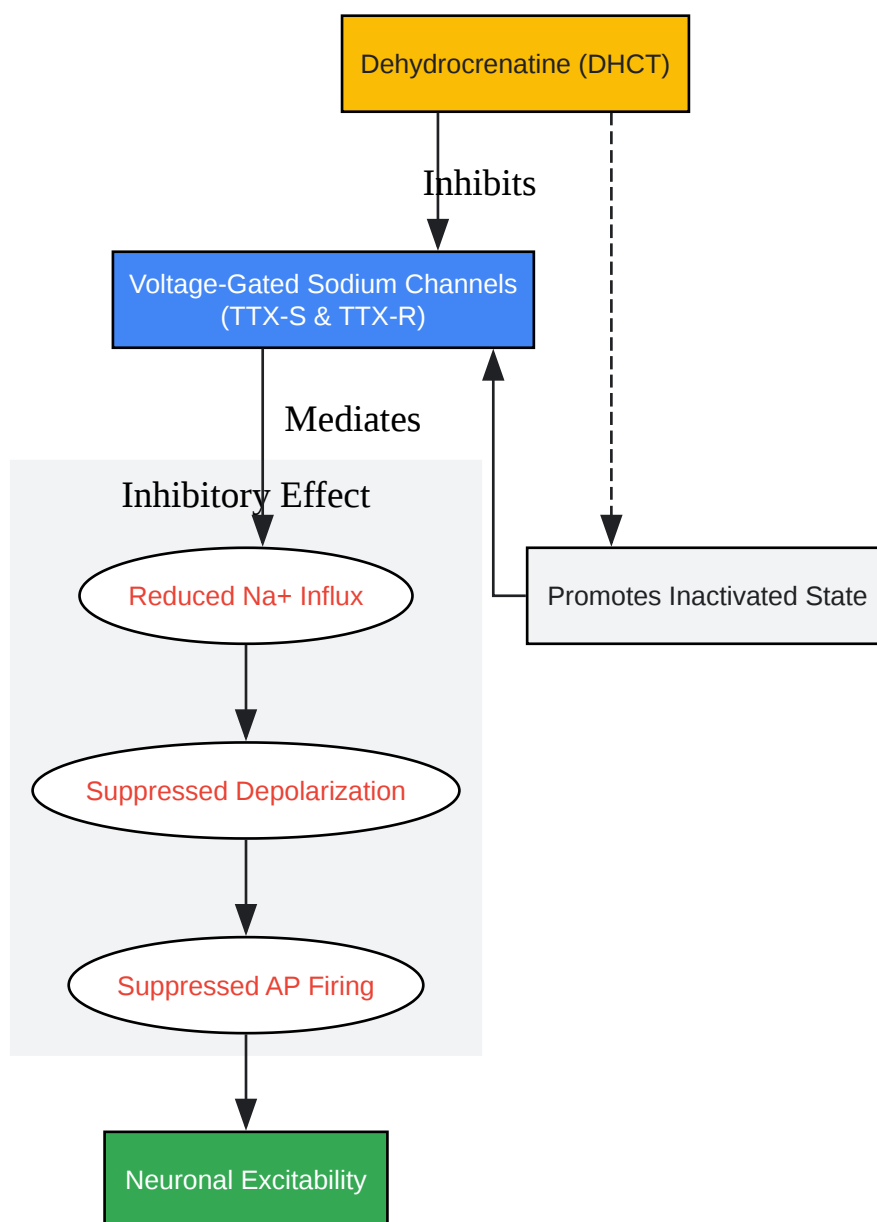 Dehydrocrenatine (DHCT)
Inhibits
Voltage-Gated Sodium Channels
(TTX-S & TTX-R)
Mediates
Inhibitory Effect
Reduced Na+ Influx
Promotes Inactivated State
Suppressed Depolarization
Suppressed AP Firing
Neuronal Excitability